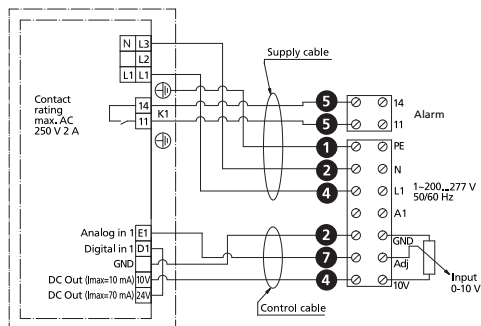 N L3
L2
L1 L1
Supply cable
Contact
rating
max. AC
250 V 2 A
14
K1
11
5 14
Alarm
5 11
1 PE
2 N
4 L1
1~200...277 V
50/60 Hz
A1
Analog in 1 E1
Digital in 1 D1
GND
DC Out (Imax=10 mA) 10V
DC Out (Imax=70 mA) 24V
2 GND
7 Adj
4 10V
Input
0-10 V
Control cable